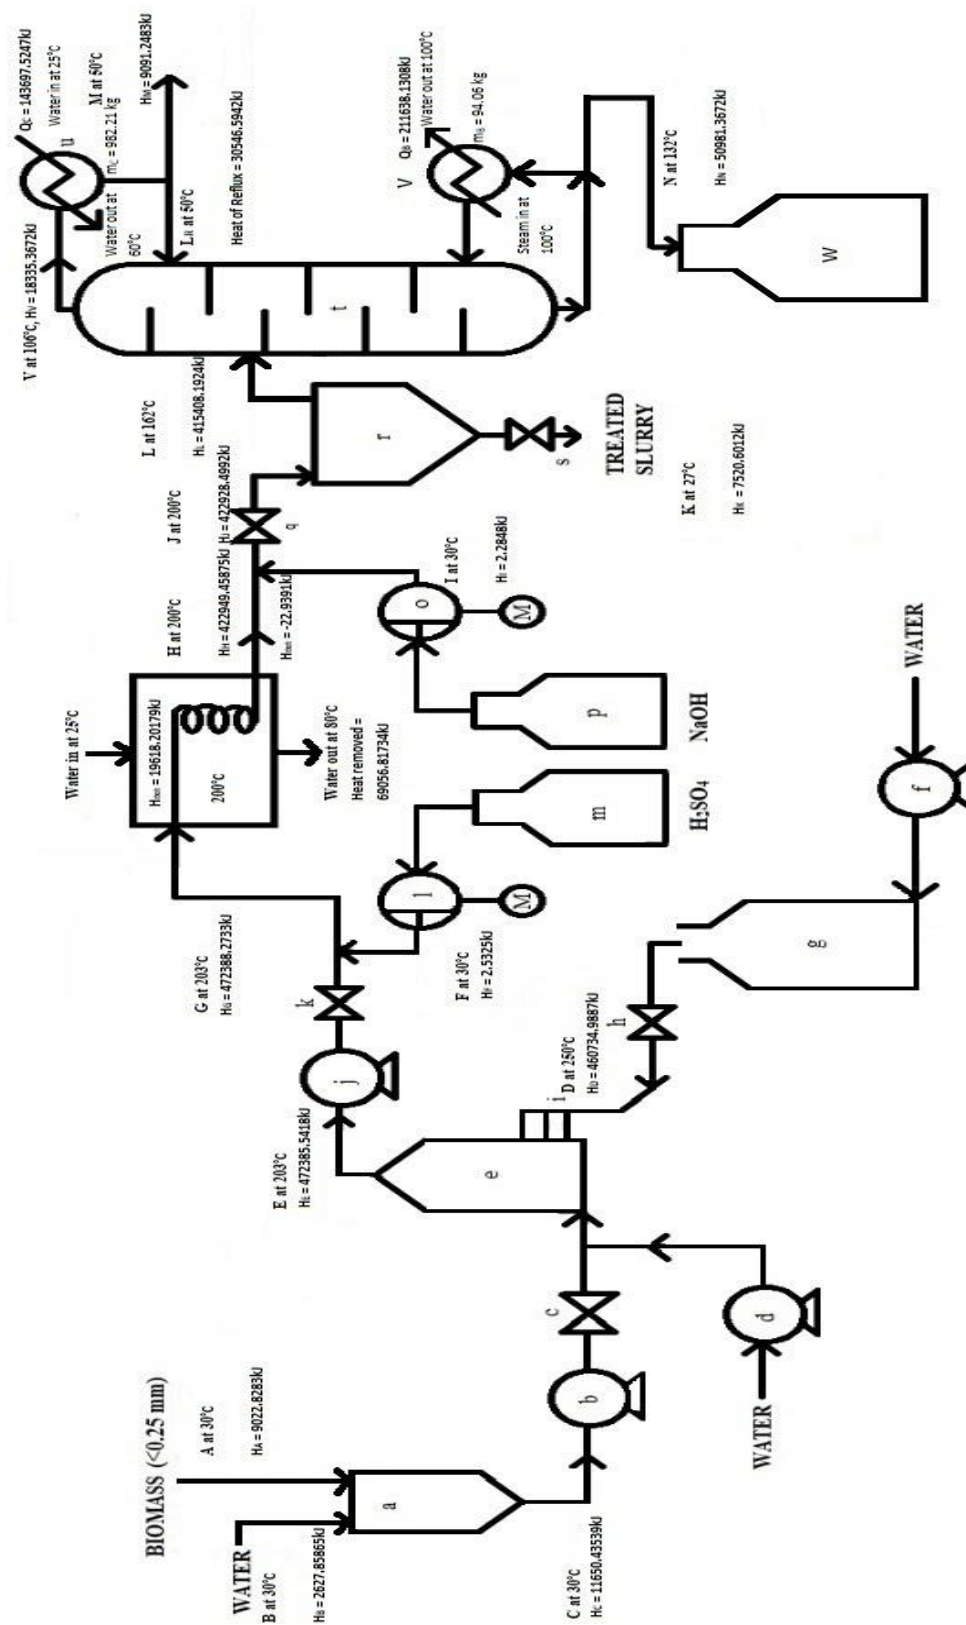 BIOMASS (<0.25 mm)
A at 30°C
HA = 9022.8283kJ
WATER
B at 30°C
HB = 2627.85865kJ
a
C at 30°C
HC = 11650.43539kJ
b
c
WATER
d
e
E at 203°C
HE = 472385.5418kJ
i
D at 250°C
HD = 460734.9887kJ
h
g
f
WATER
j
k
G at 203°C
HG = 472388.2733kJ
F at 30°C
HF = 2.5325kJ
l
M
m
H₂SO4
Water in at 25°C
Hrxn = 19618.20179kJ
200°C
Water out at 80°C
Heat removed =
69056.81734kJ
H at 200°C
HH = 422949.45875kJ
Hrxn = -22.9391kJ
p
NaOH
o
M
I at 30°C
HI = 2.2848kJ
J at 200°C
HJ = 422928.4992kJ
q
L at 162°C
HL = 415408.1924kJ
r
s
TREATED
SLURRY
K at 27°C
HK = 7520.6012kJ
t
V at 106°C, HV = 18335.3672kJ
u
QC = 143697.5247kJ
Water in at 25°C
mC = 982.21 kg
Water out at
60°C
M at 50°C
HM = 9091.2483kJ
LR at 50°C
Heat of Reflux = 30546.5942kJ
V
QB = 211638.1308kJ
Water out at 100°C
mB = 94.06 kg
Steam in at
100°C
N at 132°C
HN = 50981.3672kJ
W